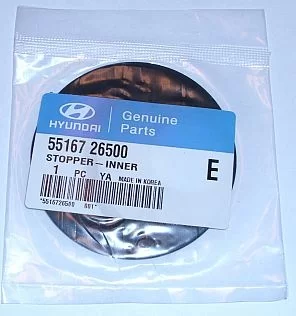 HYUNDAI
Genuine
Parts
55167 26500
STOPPER-INNER
E
1 PC YA MADE IN KOREA
*5516726500 001*